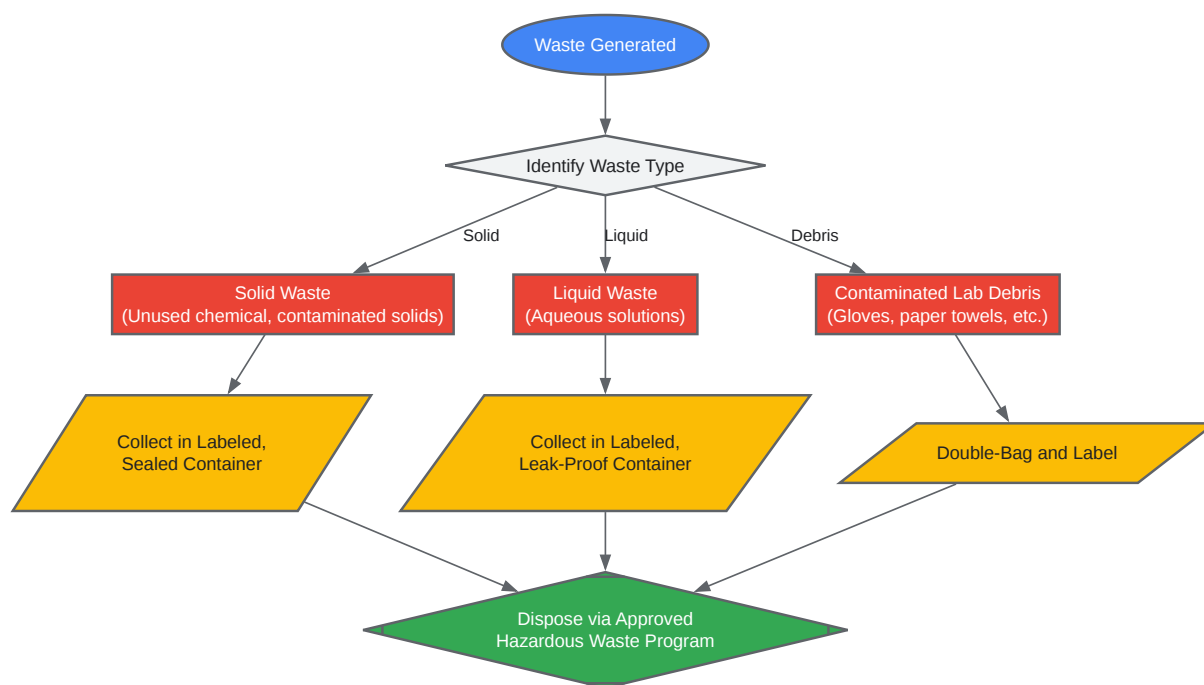 Waste Generated
Identify Waste Type
Solid
Liquid
Debris
Solid Waste
(Unused chemical, contaminated solids)
Liquid Waste
(Aqueous solutions)
Contaminated Lab Debris
(Gloves, paper towels, etc.)
Collect in Labeled,
Sealed Container
Collect in Labeled,
Leak-Proof Container
Double-Bag and Label
Dispose via Approved
Hazardous Waste Program